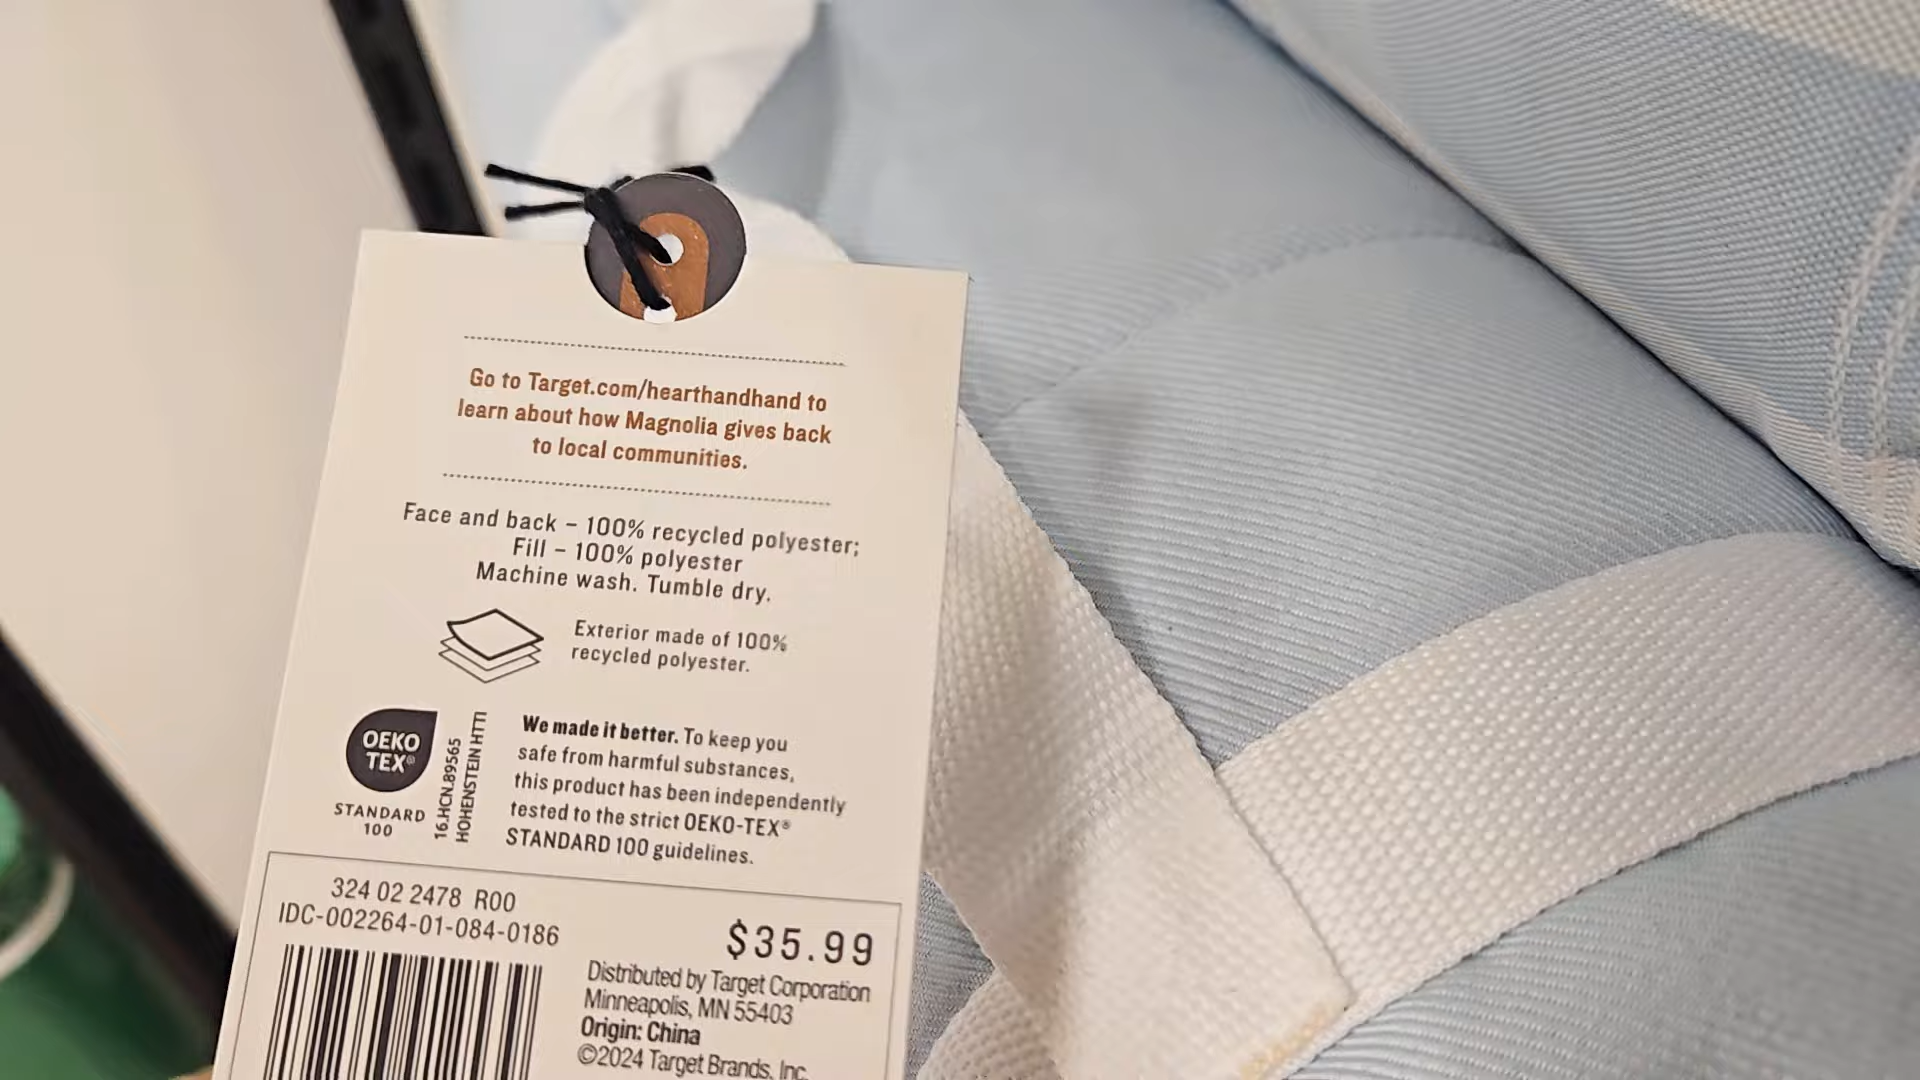 Go to Target.com/hearthandhand to
learn about how Magnolia gives back
to local communities.
Face and back – 100% recycled polyester;
Fill – 100% polyester
Machine wash. Tumble dry.
Exterior made of 100%
recycled polyester.
OEKO
TEX®
STANDARD
100
16.HCN.89565
HOHENSTEIN HTTI
We made it better. To keep you
safe from harmful substances,
this product has been independently
tested to the strict OEKO-TEX®
STANDARD 100 guidelines.
324 02 2478 R00
IDC-002264-01-084-0186
$35.99
Distributed by Target Corporation
Minneapolis, MN 55403
Origin: China
©2024 Target Brands, Inc.